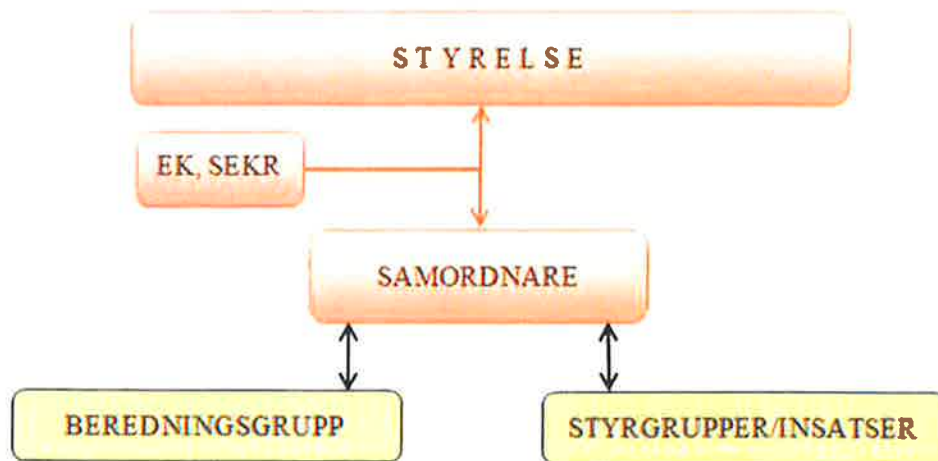 STYRELSE
EK, SEKR
SAMORDNARE
BEREDNINGSGRUPP
STYRGRUPPER/INSATSER